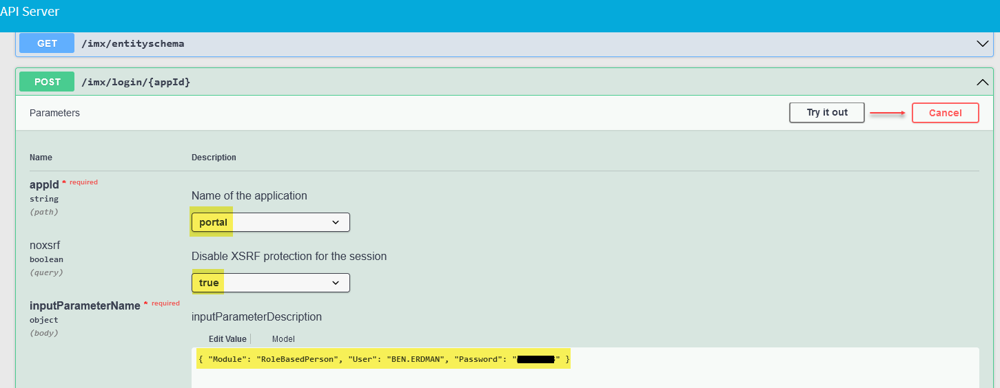 API Server
GET /imx/entityschema
POST /imx/login/{appId}
Parameters Try it out Cancel
Name Description
appId * required
string
(path)
Name of the application
portal
noxsrf
boolean
(query)
Disable XSRF protection for the session
true
inputParameterName * required
object
(body)
inputParameterDescription
Edit Value Model
{ "Module": "RoleBasedPerson", "User": "BEN.ERDMAN", "Password": "" }